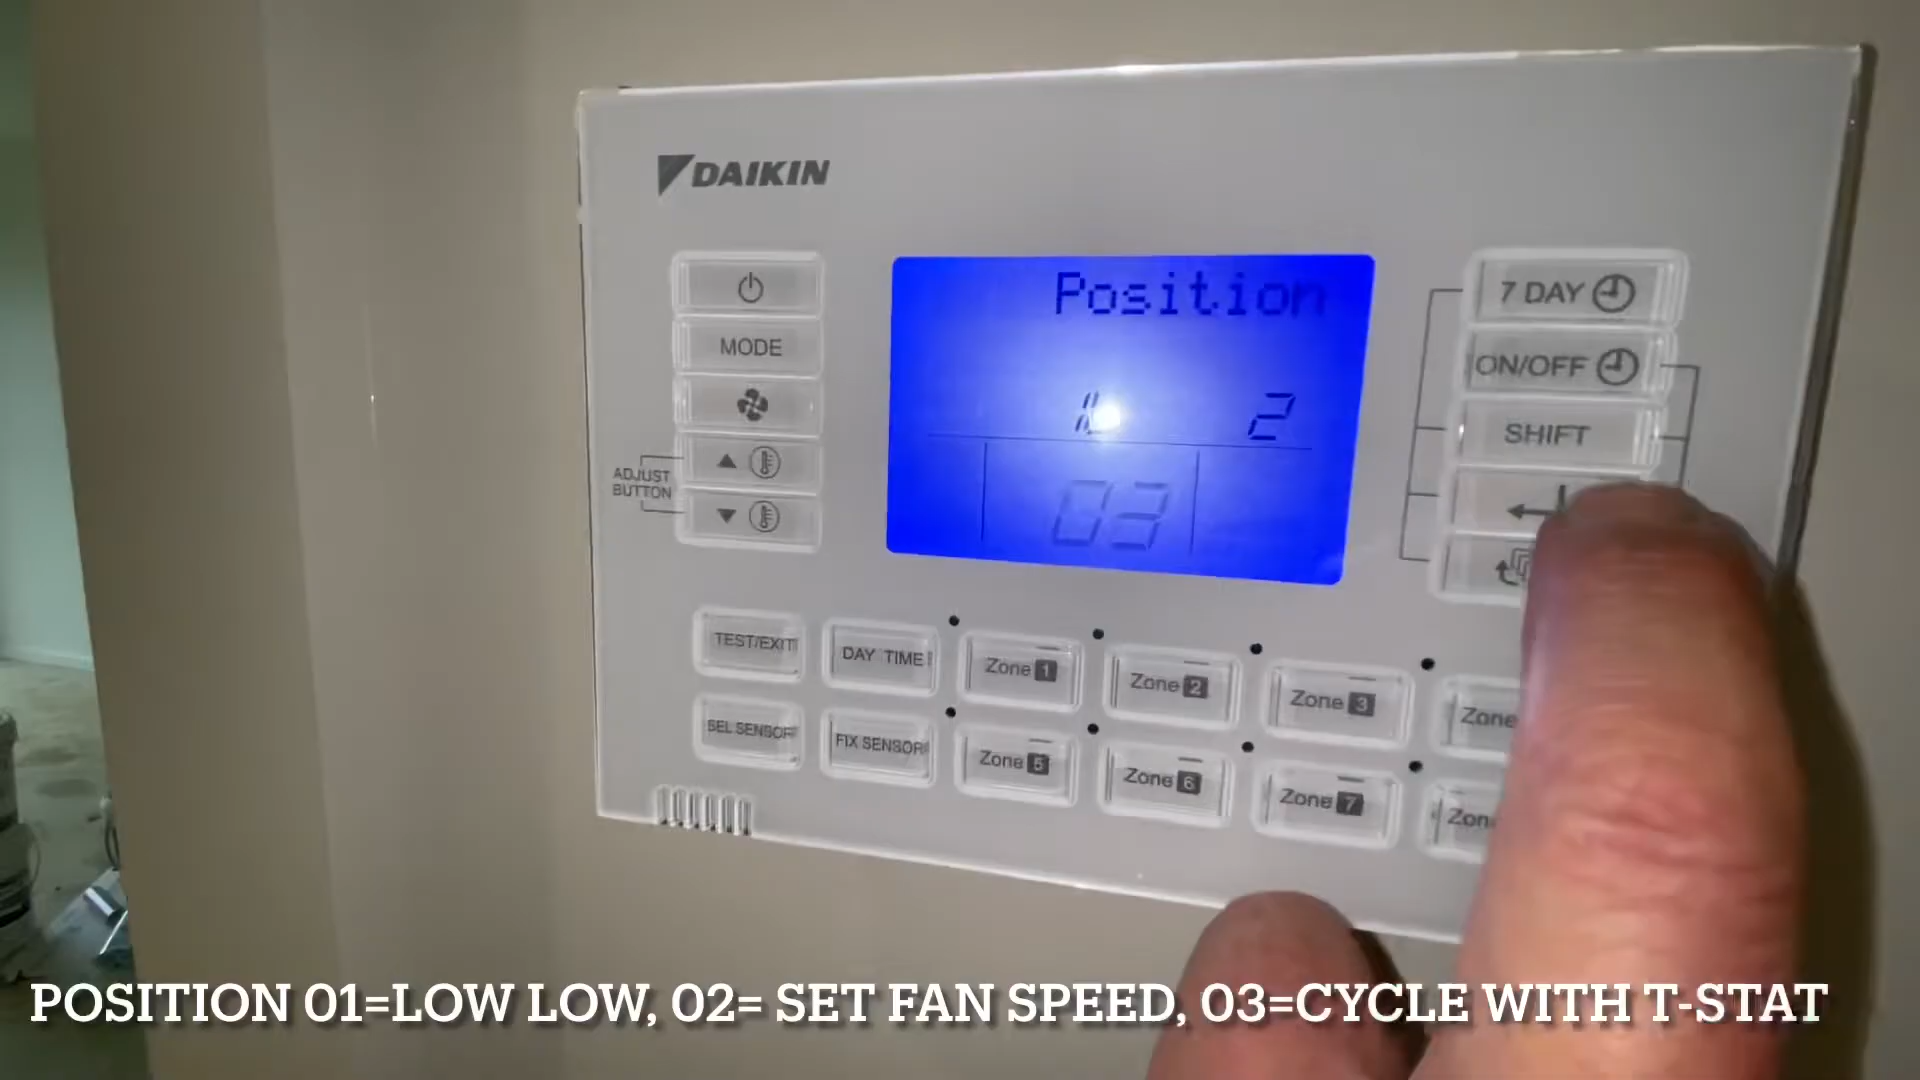 DAIKIN
Position
2
03
MODE
ADJUST
BUTTON
7 DAY
ON/OFF
SHIFT
TEST/EXIT
DAY TIME
Zone 1
Zone 2
Zone 3
Zone
SEL SENSOR
FIX SENSOR
Zone 5
Zone 6
Zone 7
POSITION 01=LOW LOW, 02= SET FAN SPEED, 03=CYCLE WITH T-STAT